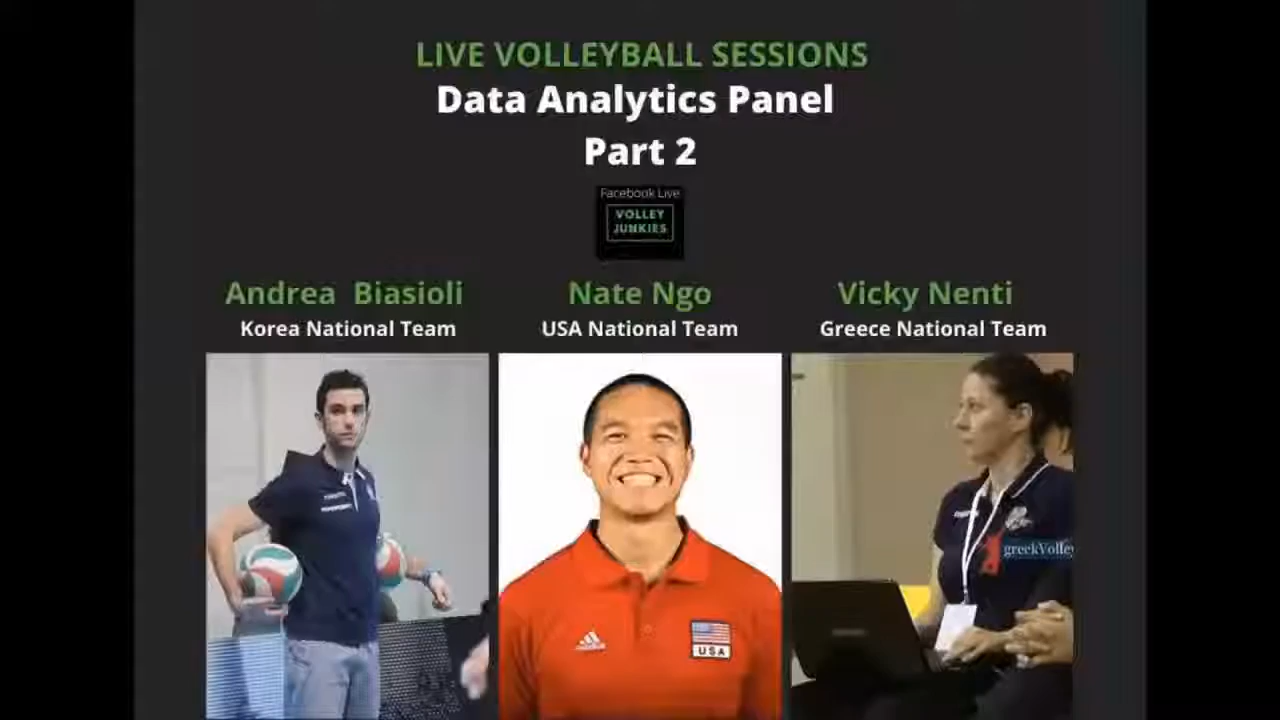 LIVE VOLLEYBALL SESSIONS
Data Analytics Panel
Part 2
Facebook Live
VOLLEY
JUNKIES
Andrea Biasioli
Nate Ngo
Vicky Nenti
Korea National Team
USA National Team
Greece National Team
USA
greekVolley